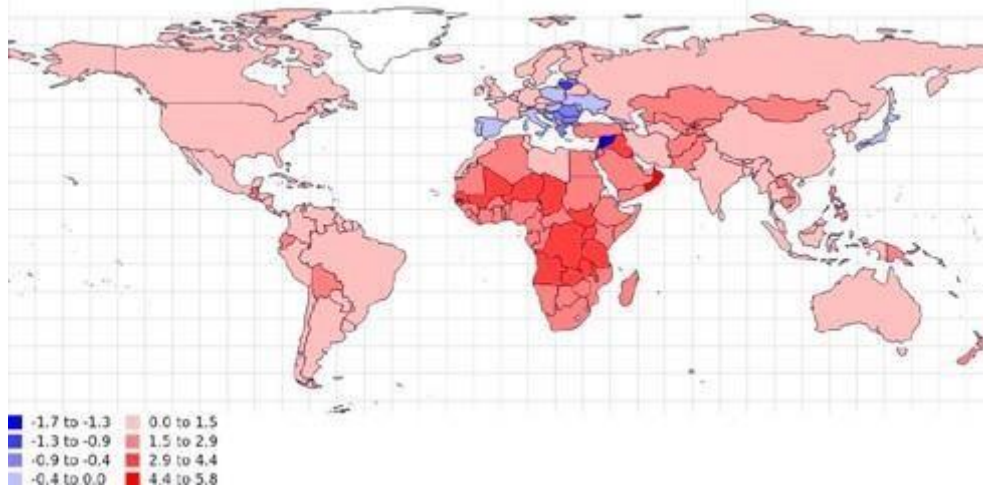 -1.7 to -1.3
-1.3 to -0.9
-0.9 to -0.4
-0.4 to 0.0
0.0 to 1.5
1.5 to 2.9
2.9 to 4.4
4.4 to 5.8